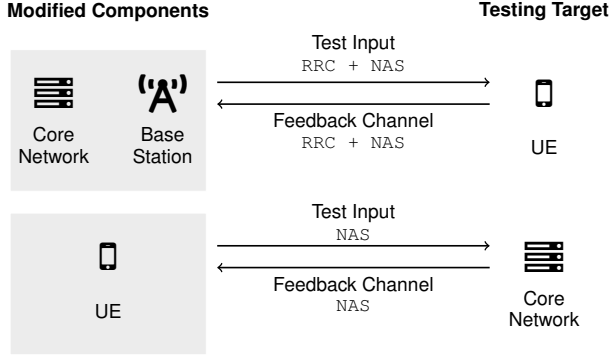 Modified Components
Testing Target
Test Input
RRC + NAS
Core
Network
Base
Station
Feedback Channel
RRC + NAS
UE
Test Input
NAS
UE
Feedback Channel
NAS
Core
Network